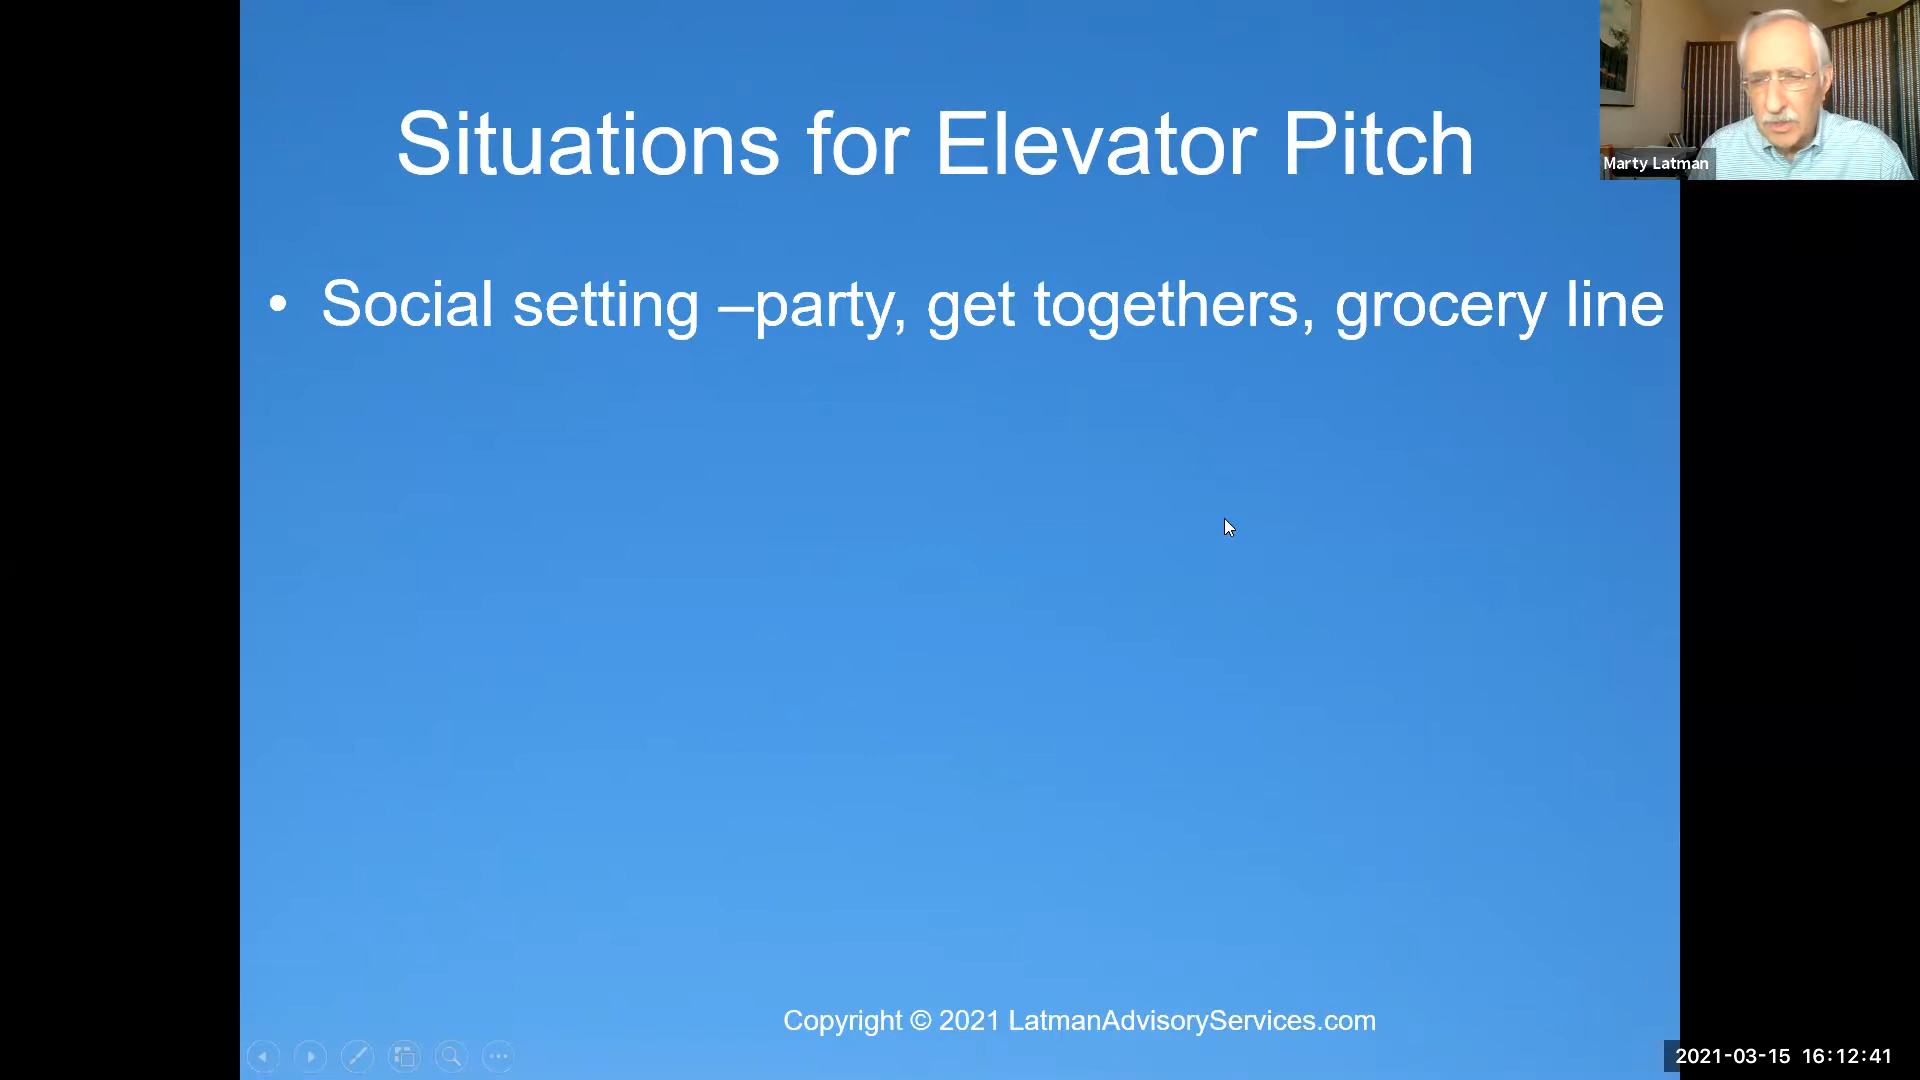 Situations for Elevator Pitch
Marty Latman
• Social setting –party, get togethers, grocery line
Copyright © 2021 LatmanAdvisoryServices.com
2021-03-15 16:12:41